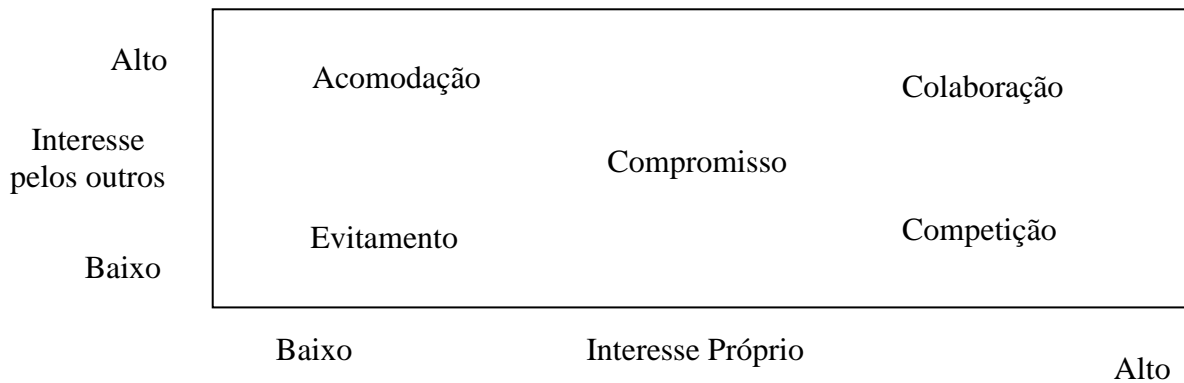 Alto
Acomodação
Colaboração
Interesse
pelos outros
Compromisso
Evitamento
Competição
Baixo
Baixo
Interesse Próprio
Alto